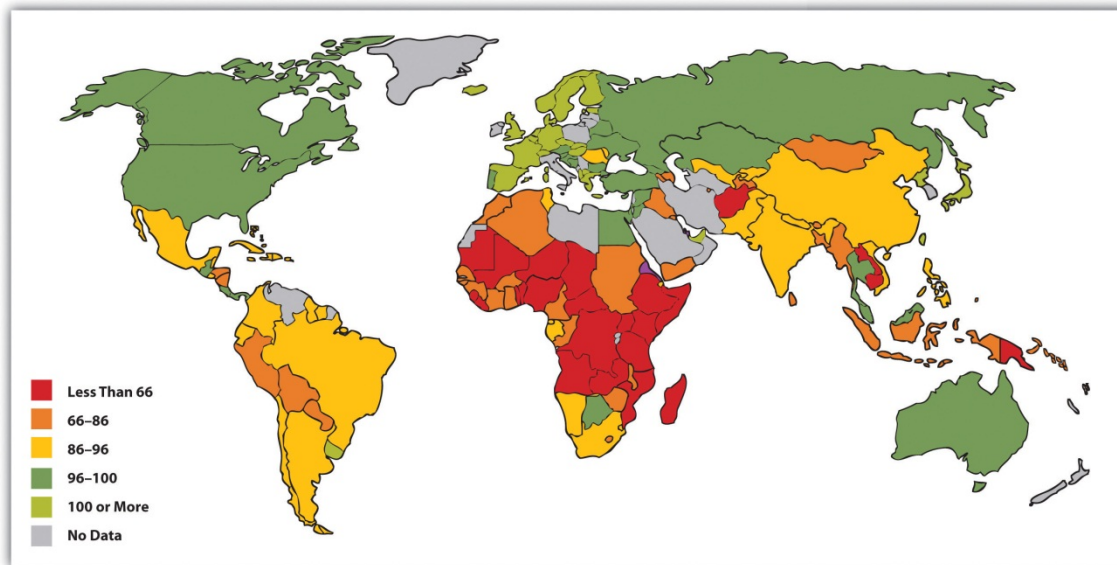 Less Than 66
66–86
86–96
96–100
100 or More
No Data